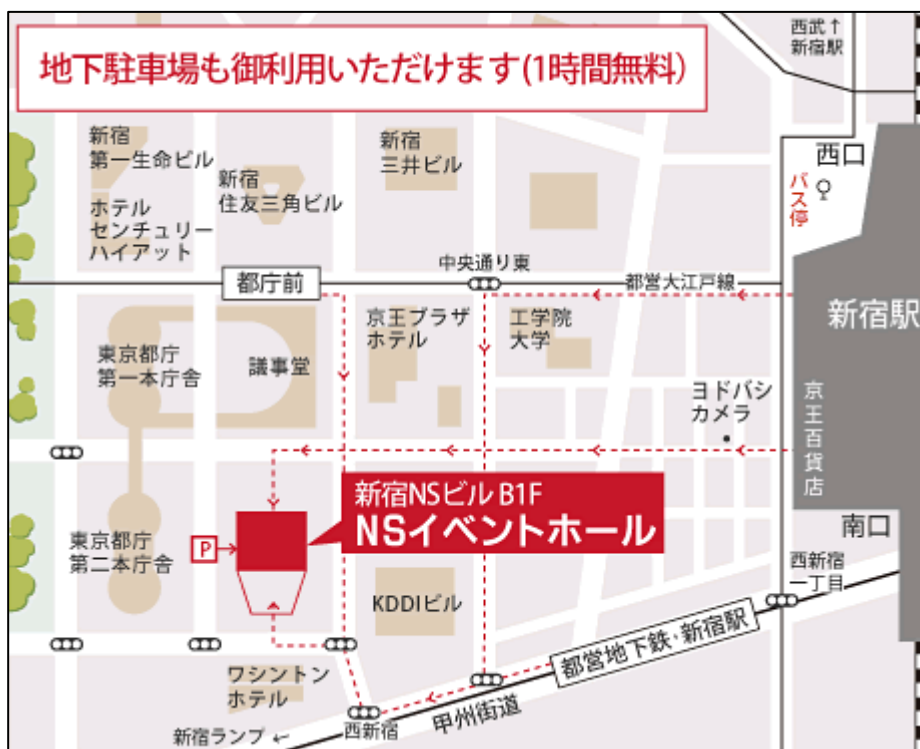 地下駐車場も御利用いただけます(1時間無料)
西武↑
新宿駅
新宿
第一生命ビル
新宿
住友三角ビル
新宿
三井ビル
西口
バス停
ホテル
センチュリー
ハイアット
中央通り東
都庁前
都営大江戸線
新宿駅
東京都庁
第一本庁舎
議事堂
京王プラザ
ホテル
工学院
大学
ヨドバシ
カメラ
京王百貨店
新宿NSビル B1F
NSイベントホール
南口
東京都庁
第二本庁舎
P
KDDIビル
西新宿
一丁目
都営地下鉄・新宿駅
ワシントン
ホテル
西新宿
甲州街道
新宿ランプ ←